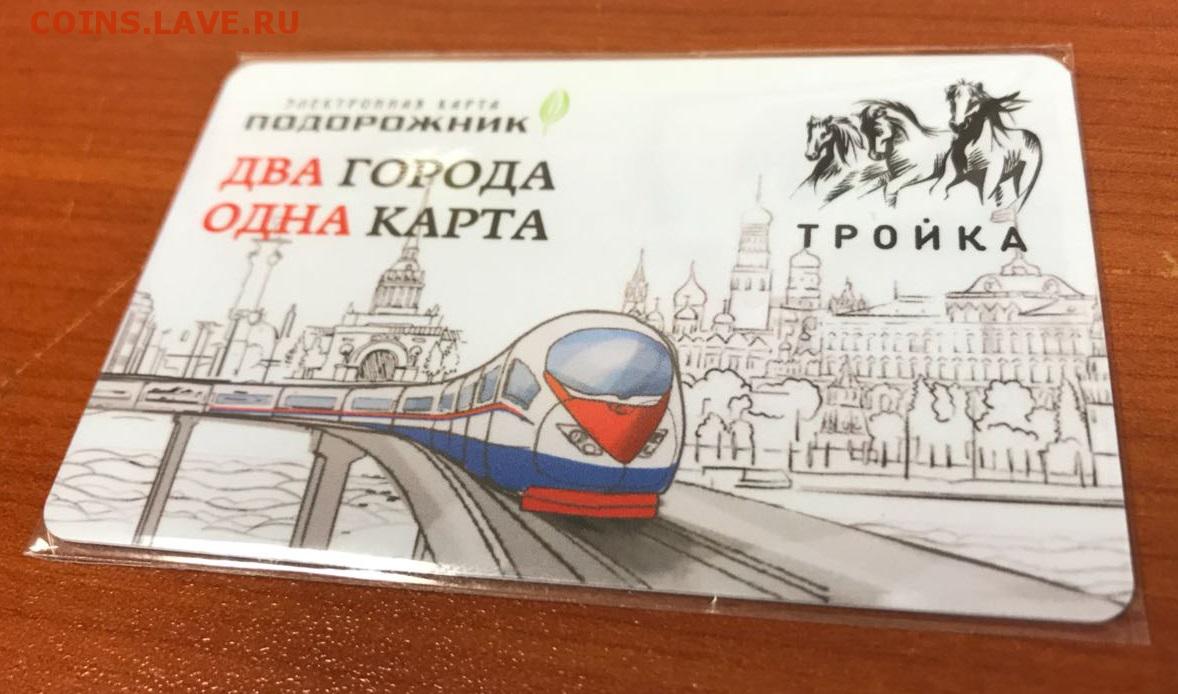 COINS.LAVE.RU
ЭЛЕКТРОННАЯ КАРТА
ПОДОРОЖНИК
ДВА ГОРОДА
ОДНА КАРТА
ТРОЙКА